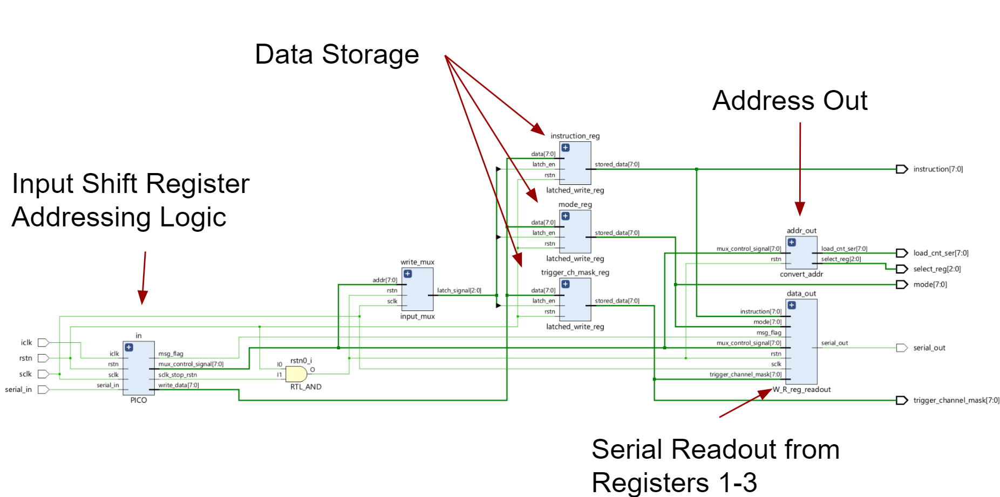 Data Storage
Address Out
Input Shift Register
Addressing Logic
instruction_reg
data[7:0]
latch_en
rstn
stored_data[7:0]
latched_write_reg
instruction[7:0]
mode_reg
data[7:0]
latch_en
rstn
stored_data[7:0]
latched_write_reg
trigger_ch_mask_reg
data[7:0]
latch_en
rstn
stored_data[7:0]
latched_write_reg
addr_out
mux_control_signal[7:0]
rstn
load_cnt_ser[7:0]
select_reg[2:0]
convert_addr
load_cnt_ser[7:0]
select_reg[2:0]
mode[7:0]
write_mux
addr[7:0]
rstn
sclk
latch_signal[2:0]
input_mux
data_out
instruction[7:0]
mode[7:0]
msg_flag
mux_control_signal[7:0]
rstn
sclk
trigger_channel_mask[7:0]
serial_out
W_R_reg_readout
serial_out
trigger_channel_mask[7:0]
iclk
rstn
sclk
serial_in
in
iclk
rstn
sclk
serial_in
msg_flag
mux_control_signal[7:0]
sclk_stop_rstn
write_data[7:0]
PICO
rstn0_i
I0
I1
O
RTL_AND
Serial Readout from
Registers 1-3